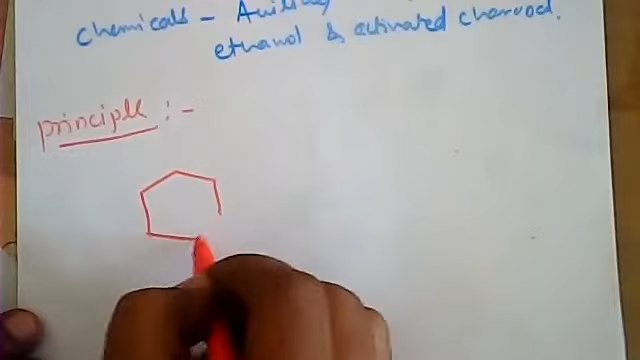 chemicals -
ethanol & activated charcoal.
principle :-